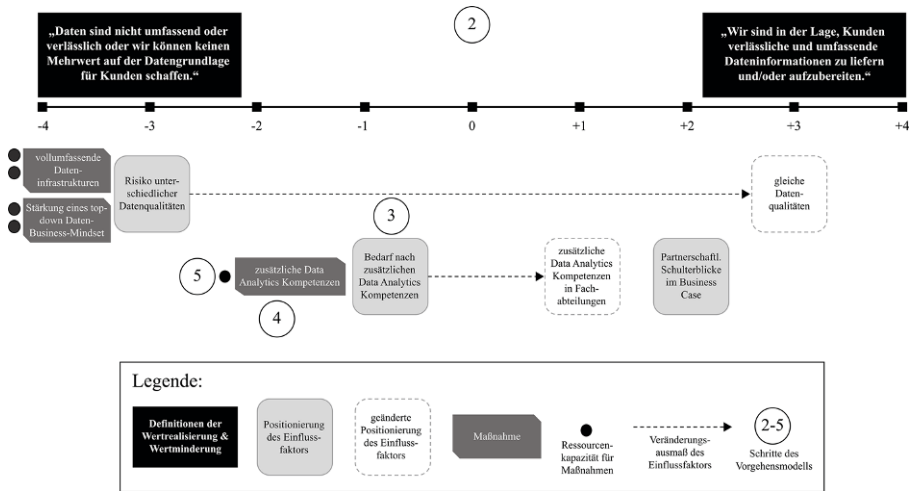 „Daten sind nicht umfassend oder
verlässlich oder wir können keinen
Mehrwert auf der Datengrundlage
für Kunden schaffen.“
2
„Wir sind in der Lage, Kunden
verlässliche und umfassende
Dateninformationen zu liefern
und/oder aufzubereiten.“
-4 -3 -2 -1 0 +1 +2 +3 +4
vollumfassende
Daten-
infrastrukturen
Stärkung eines top-
down Daten-
Business-Mindset
Risiko unter-
schiedlicher
Datenqualitäten
gleiche
Daten-
qualitäten
3
5
zusätzliche Data
Analytics Kompetenzen
4
Bedarf nach
zusätzlichen
Data Analytics
Kompetenzen
zusätzliche
Data Analytics
Kompetenzen
in Fach-
abteilungen
Partnerschaftl.
Schulterblicke
im Business
Case
Legende:
Definitionen der
Wertrealisierung &
Wertminderung
Positionierung
des Einfluss-
faktors
geänderte
Positionierung
des Einfluss-
faktors
Maßnahme
Ressourcen-
kapazität für
Maßnahmen
Veränderungs-
ausmaß des
Einflussfaktors
2-5
Schritte des
Vorgehensmodells